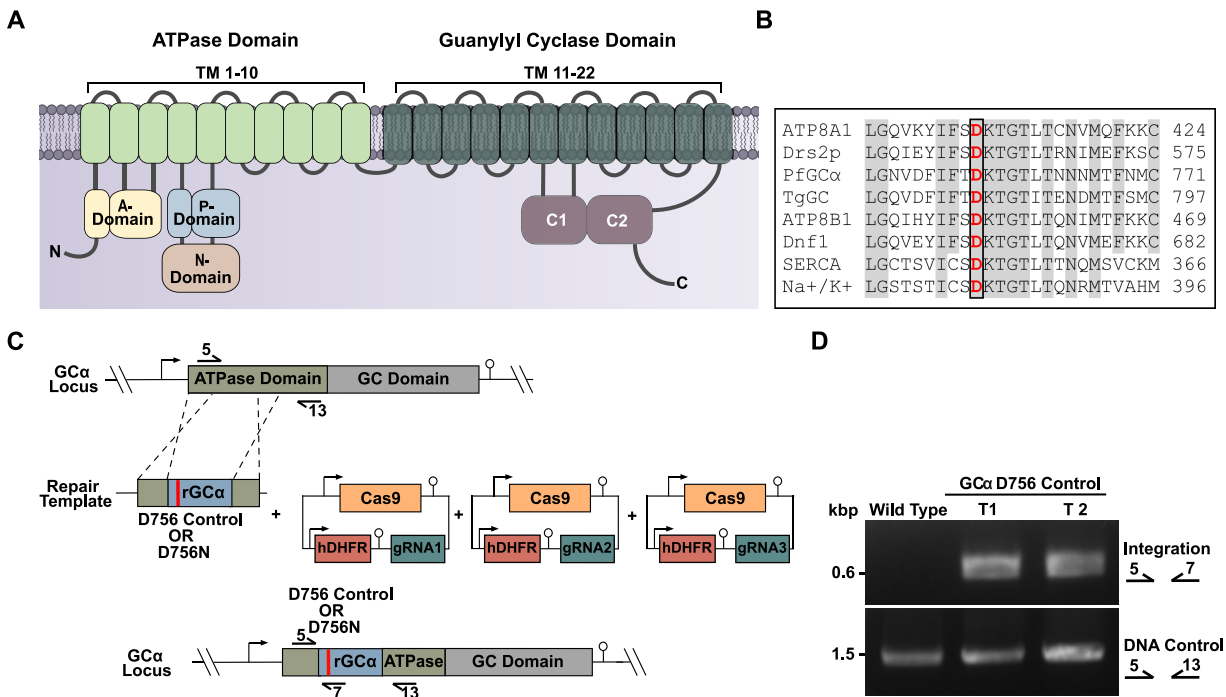 A
ATPase Domain
Guanylyl Cyclase Domain
TM 1-10
TM 11-22
A-
Domain
P-
Domain
N-
Domain
N
C1
C2
C
B
ATP8A1 LGQVKYIFSDKTGTLTCNVMQFKKC 424
Drs2p LGQIEYIFSDKTGTLTRNIMEFKSC 575
PfGCα LGNVDFIFTDKTGTLTNNNMTFNMC 771
TgGC LGQVDFIFTDKTGTITENDMTFSMC 797
ATP8B1 LGQIHYIFSDKTGTLTQNIMTFKKC 469
Dnf1 LGQVEYIFSDKTGTLTQNVMEFKKC 682
SERCA LGCTSVICSDKTGTLTTNQMSVCKM 366
Na+/K+ LGSTSTICSDKTGTLTQNRMTVAHM 396
C
GCα
Locus
5
ATPase Domain
GC Domain
13
Repair
Template
rGCα
D756 Control
OR
D756N
+
Cas9
hDHFR
gRNA1
+
Cas9
hDHFR
gRNA2
+
Cas9
hDHFR
gRNA3
D756 Control
OR
D756N
GCα
Locus
5
rGCα
ATPase
GC Domain
7
13
D
GCα D756 Control
kbp
Wild Type
T1
T 2
0.6
Integration
5 7
1.5
DNA Control
5 13